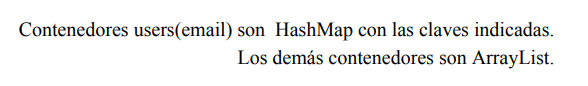 Contenedores users(email) son  HashMap con las claves indicadas.
Los demás contenedores son ArrayList.